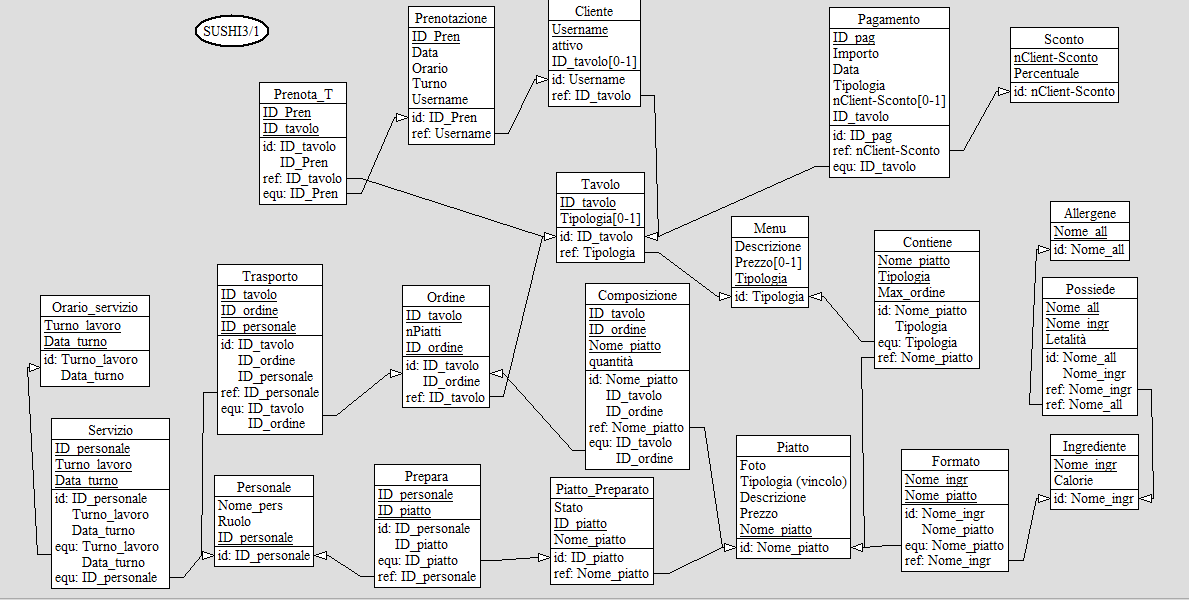 SUSHI3/1
Prenotazione
ID_Pren
Data
Orario
Turno
Username
id: ID_Pren
ref: Username
Cliente
Username
attivo
ID_tavolo[0-1]
id: Username
ref: ID_tavolo
Pagamento
ID_pag
Importo
Data
Tipologia
nClient-Sconto[0-1]
ID_tavolo
id: ID_pag
ref: nClient-Sconto
equ: ID_tavolo
Sconto
nClient-Sconto
Percentuale
id: nClient-Sconto
Prenota_T
ID_Pren
ID_tavolo
id: ID_tavolo
ID_Pren
ref: ID_tavolo
equ: ID_Pren
Tavolo
ID_tavolo
Tipologia[0-1]
id: ID_tavolo
ref: Tipologia
Menu
Descrizione
Prezzo[0-1]
Tipologia
id: Tipologia
Contiene
Nome_piatto
Tipologia
Max_ordine
id: Nome_piatto
Tipologia
equ: Tipologia
ref: Nome_piatto
Allergene
Nome_all
id: Nome_all
Possiede
Nome_all
Nome_ingr
Letalità
id: Nome_all
Nome_ingr
ref: Nome_ingr
ref: Nome_all
Orario_servizio
Turno_lavoro
Data_turno
id: Turno_lavoro
Data_turno
Trasporto
ID_tavolo
ID_ordine
ID_personale
id: ID_tavolo
ID_ordine
ID_personale
ref: ID_personale
equ: ID_tavolo
ID_ordine
Ordine
ID_tavolo
nPiatti
ID_ordine
id: ID_tavolo
ID_ordine
ref: ID_tavolo
Composizione
ID_tavolo
ID_ordine
Nome_piatto
quantità
id: Nome_piatto
ID_tavolo
ID_ordine
ref: Nome_piatto
equ: ID_tavolo
ID_ordine
Servizio
ID_personale
Turno_lavoro
Data_turno
id: ID_personale
Turno_lavoro
Data_turno
equ: Turno_lavoro
Data_turno
equ: ID_personale
Personale
Nome_pers
Ruolo
ID_personale
id: ID_personale
Prepara
ID_personale
ID_piatto
id: ID_personale
ID_piatto
equ: ID_piatto
ref: ID_personale
Piatto_Preparato
Stato
ID_piatto
Nome_piatto
id: ID_piatto
ref: Nome_piatto
Piatto
Foto
Tipologia (vincolo)
Descrizione
Prezzo
Nome_piatto
id: Nome_piatto
Formato
Nome_ingr
Nome_piatto
id: Nome_ingr
Nome_piatto
equ: Nome_piatto
ref: Nome_ingr
Ingrediente
Nome_ingr
Calorie
id: Nome_ingr